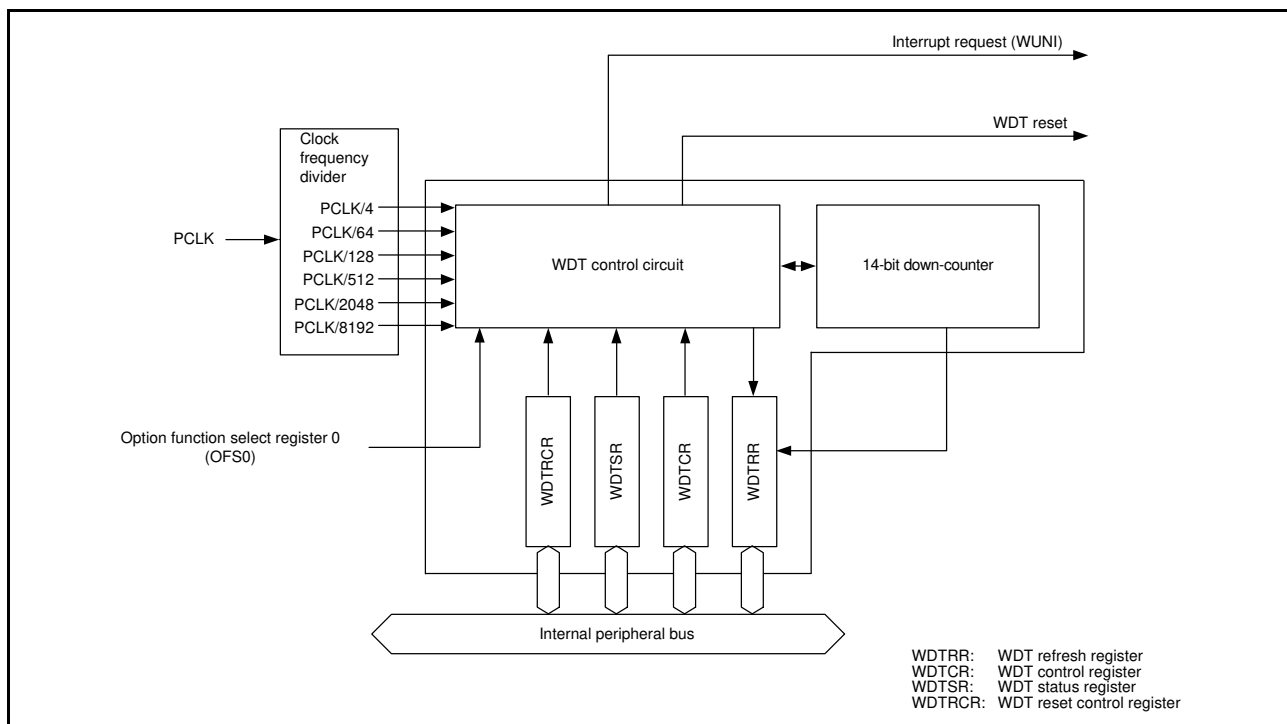 Interrupt request (WUNI)
WDT reset
Clock
frequency
divider
PCLK/4
PCLK/64
PCLK/128
PCLK/512
PCLK/2048
PCLK/8192
PCLK
WDT control circuit
14-bit down-counter
Option function select register 0
(OFS0)
WDTRCR
WDTSR
WDTCR
WDTRR
Internal peripheral bus
WDTRR: WDT refresh register
WDTCR: WDT control register
WDTSR: WDT status register
WDTRCR: WDT reset control register